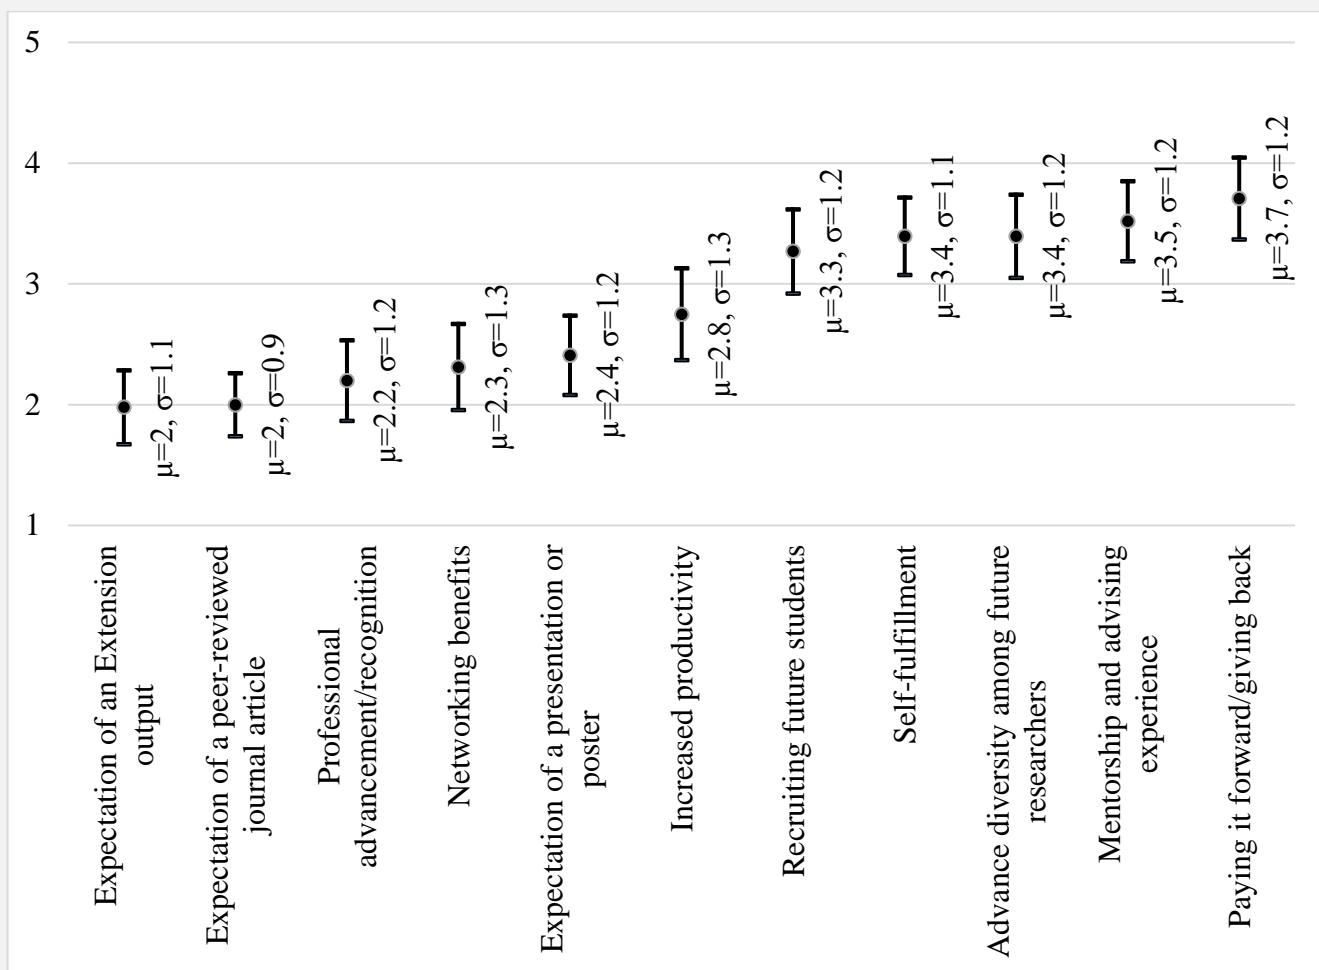 5
4
3
2
1
μ=2, σ=1.1
μ=2, σ=0.9
μ=2.2, σ=1.2
μ=2.3, σ=1.3
μ=2.4, σ=1.2
μ=2.8, σ=1.3
μ=3.3, σ=1.2
μ=3.4, σ=1.1
μ=3.4, σ=1.2
μ=3.5, σ=1.2
μ=3.7, σ=1.2
Expectation of an Extension
output
Expectation of a peer-reviewed
journal article
Professional
advancement/recognition
Networking benefits
Expectation of a presentation or
poster
Increased productivity
Recruiting future students
Self-fulfillment
Advance diversity among future
researchers
Mentorship and advising
experience
Paying it forward/giving back